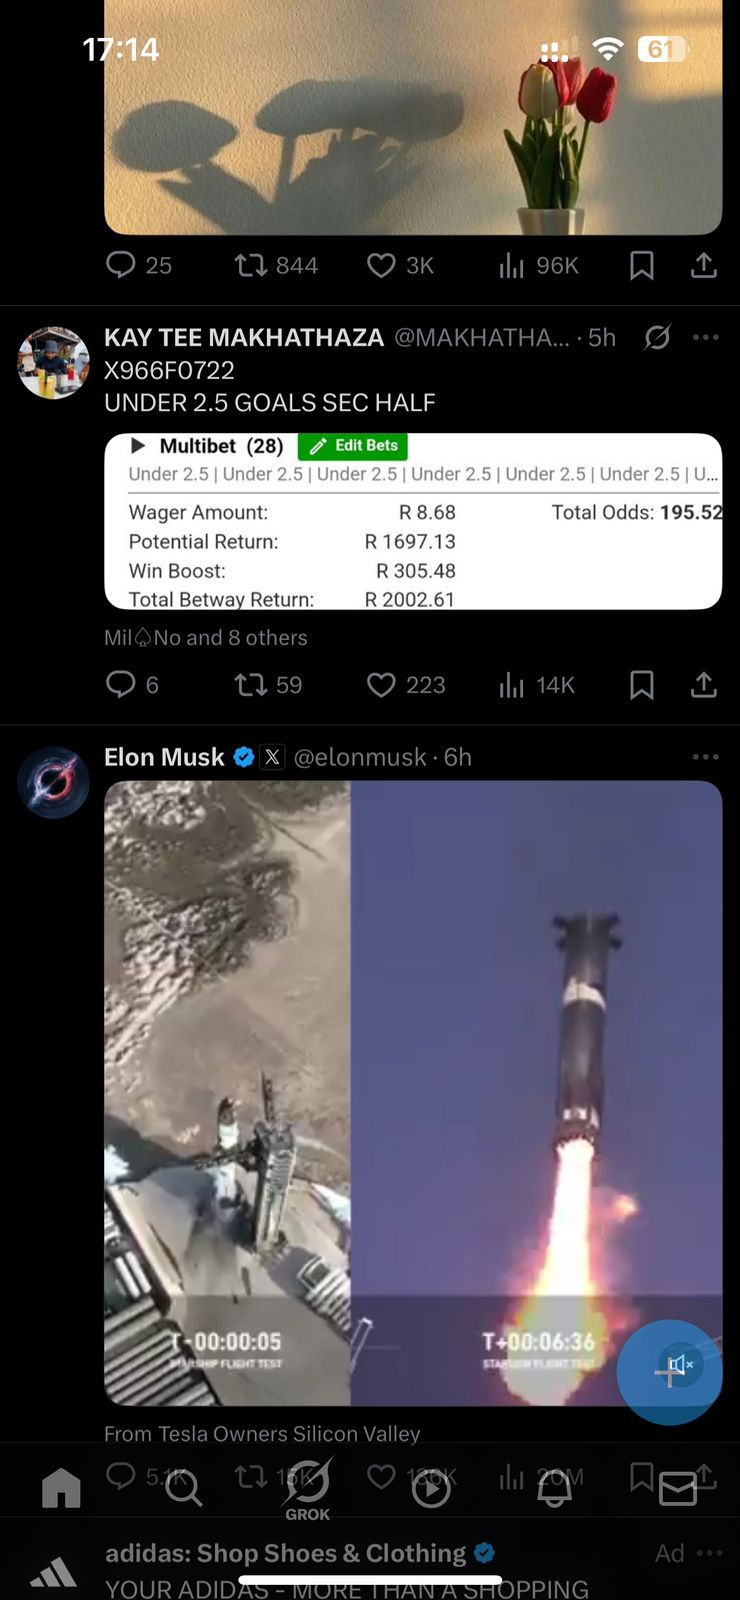 17:14
61
25 844 3K 96K
KAY TEE MAKHATHAZA @MAKHATHA... · 5h
X966F0722
UNDER 2.5 GOALS SEC HALF
Multibet (28) Edit Bets
Under 2.5 | Under 2.5 | Under 2.5 | Under 2.5 | Under 2.5 | Under 2.5 | U...
Wager Amount: R 8.68 Total Odds: 195.52
Potential Return: R 1697.13
Win Boost: R 305.48
Total Betway Return: R 2002.61
Mil♤No and 8 others
6 59 223 14K
Elon Musk X @elonmusk · 6h
T-00:00:05 T+00:06:36
STARSHIP FLIGHT TEST STARSHIP FLIGHT TEST
From Tesla Owners Silicon Valley
5.1K 15K 20M
GROK
adidas: Shop Shoes & Clothing Ad
YOUR ADIDAS - MORE THAN A SHOPPING